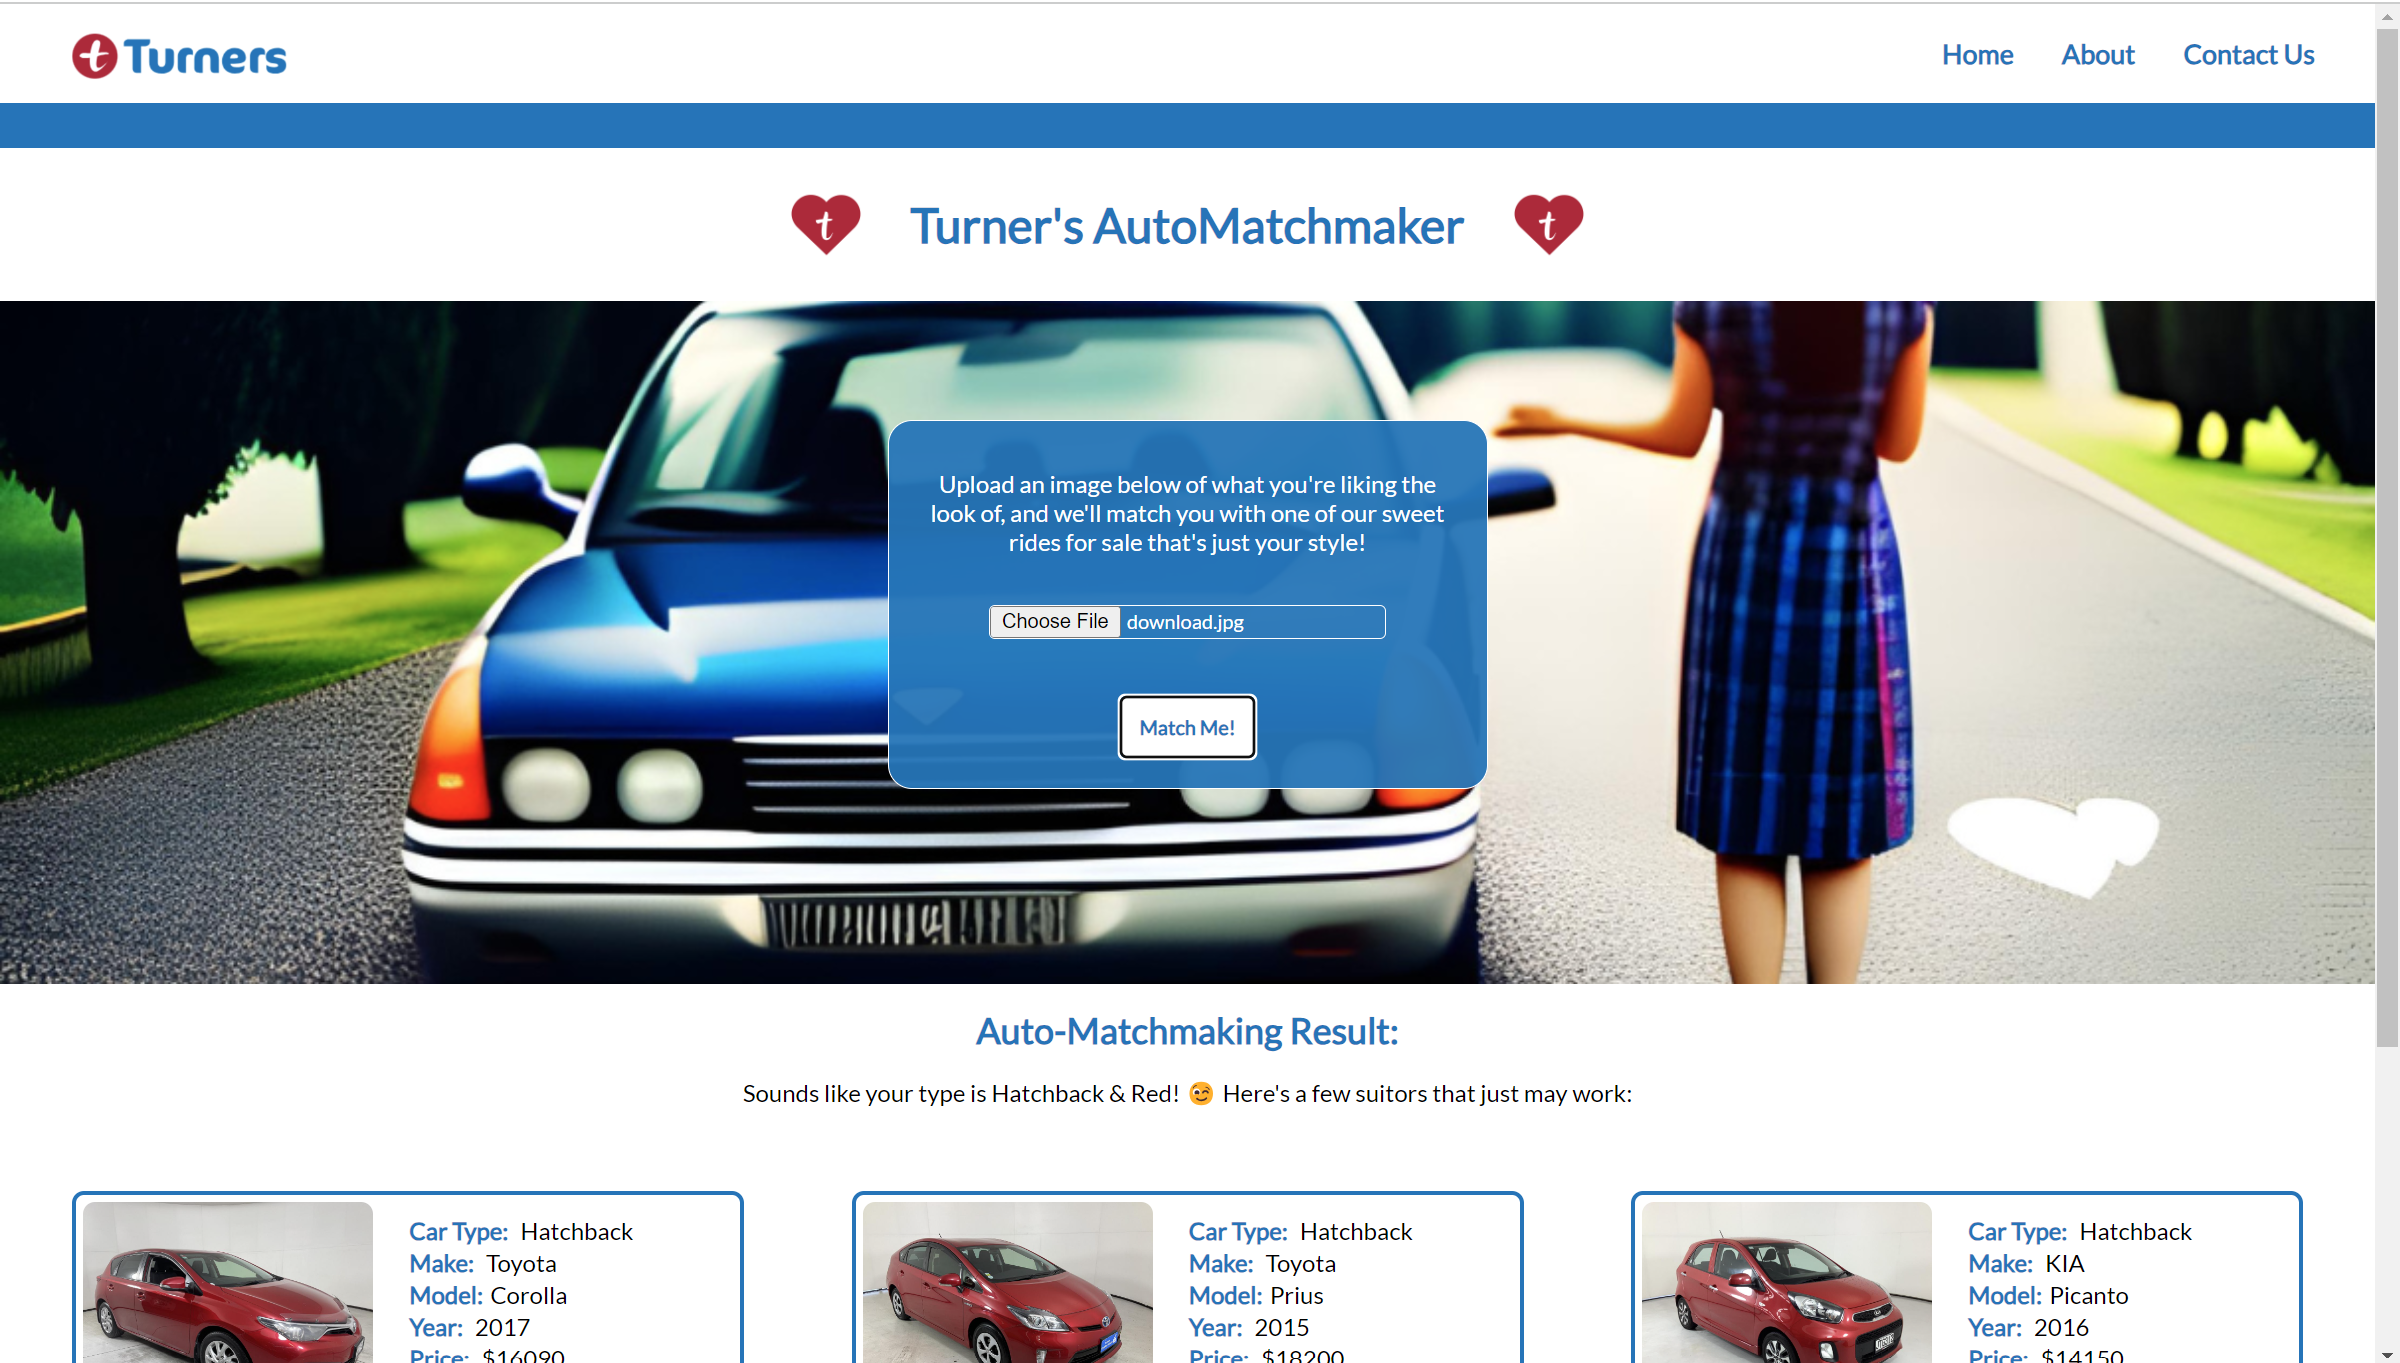 t Turners
Home About Contact Us
t Turner's AutoMatchmaker t
Upload an image below of what you're liking the
look of, and we'll match you with one of our sweet
rides for sale that's just your style!
Choose File download.jpg
Match Me!
Auto-Matchmaking Result:
Sounds like your type is Hatchback & Red! 😉 Here's a few suitors that just may work:
Car Type: Hatchback
Make: Toyota
Model: Corolla
Year: 2017
Price: $16090
Car Type: Hatchback
Make: Toyota
Model: Prius
Year: 2015
Price: $18200
Car Type: Hatchback
Make: KIA
Model: Picanto
Year: 2016
Price: $14150